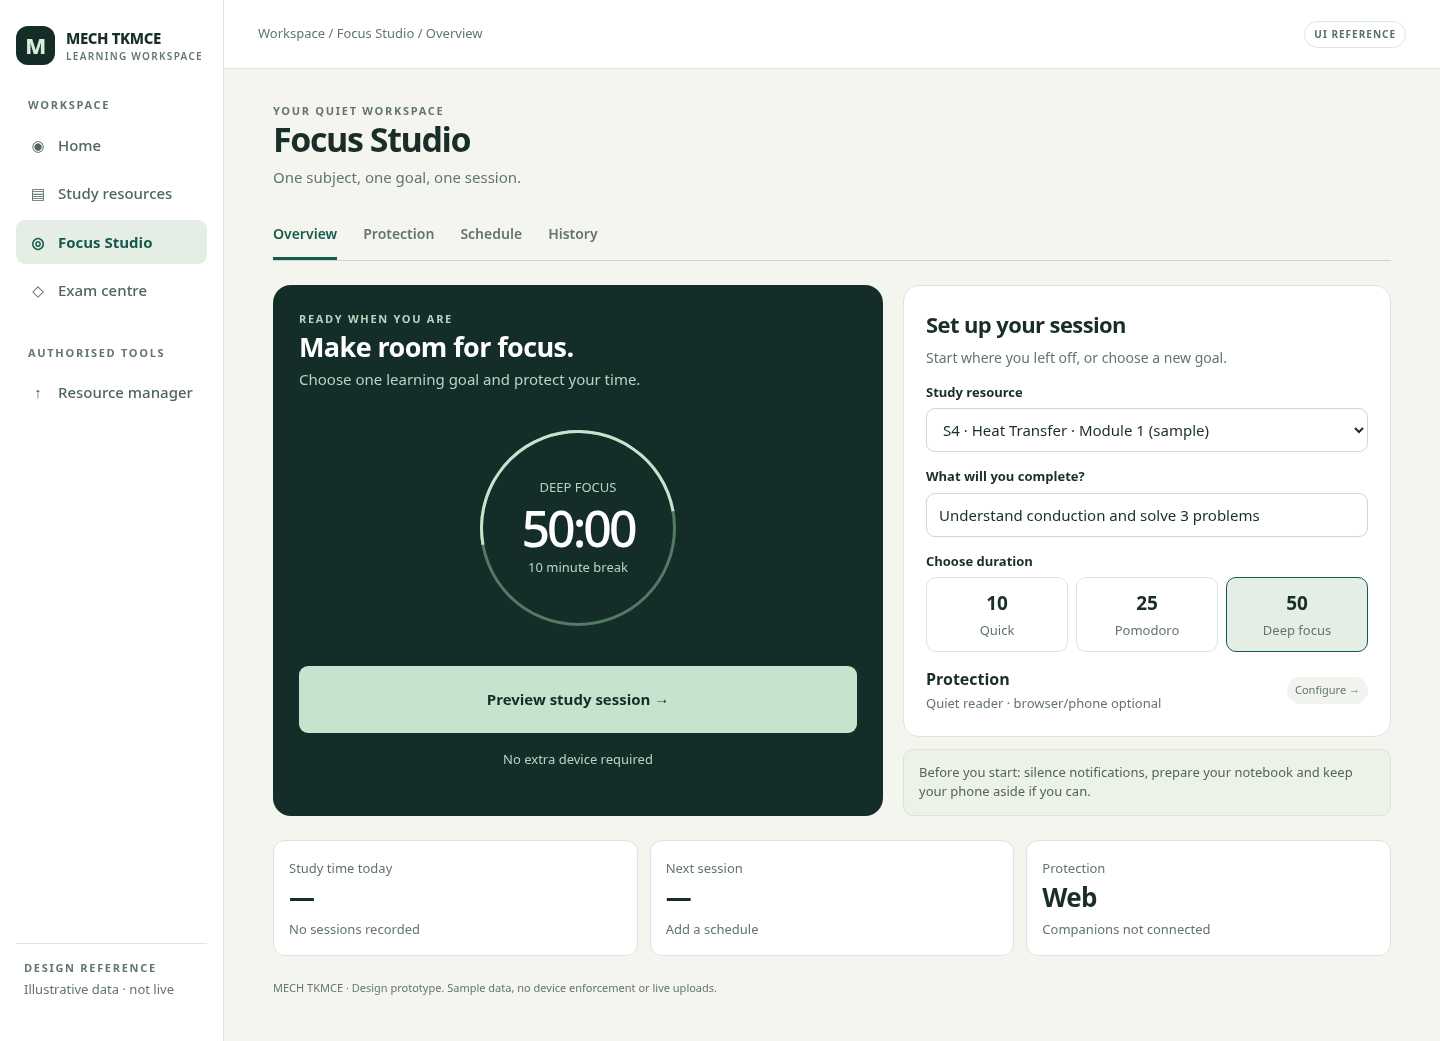 M
MECH TKMCE
LEARNING WORKSPACE
WORKSPACE
◉ Home
▤ Study resources
◎ Focus Studio
◇ Exam centre
AUTHORISED TOOLS
↑ Resource manager
DESIGN REFERENCE
Illustrative data · not live
Workspace / Focus Studio / Overview
UI REFERENCE
YOUR QUIET WORKSPACE
Focus Studio
One subject, one goal, one session.
Overview Protection Schedule History
READY WHEN YOU ARE
Make room for focus.
Choose one learning goal and protect your time.
DEEP FOCUS
50:00
10 minute break
Preview study session →
No extra device required
Set up your session
Start where you left off, or choose a new goal.
Study resource
S4 · Heat Transfer · Module 1 (sample)
What will you complete?
Understand conduction and solve 3 problems
Choose duration
10
Quick
25
Pomodoro
50
Deep focus
Protection
Quiet reader · browser/phone optional
Configure →
Before you start: silence notifications, prepare your notebook and keep
your phone aside if you can.
Study time today
—
No sessions recorded
Next session
—
Add a schedule
Protection
Web
Companions not connected
MECH TKMCE · Design prototype. Sample data, no device enforcement or live uploads.